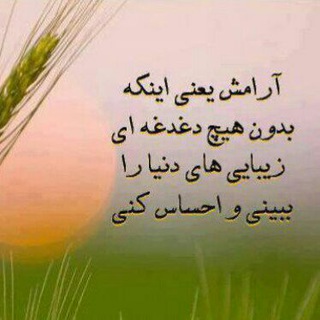 آرامش یعنی اینکه
بدون هیچ دغدغه ای
زیبایی های دنیا را
ببینی و احساس کنی